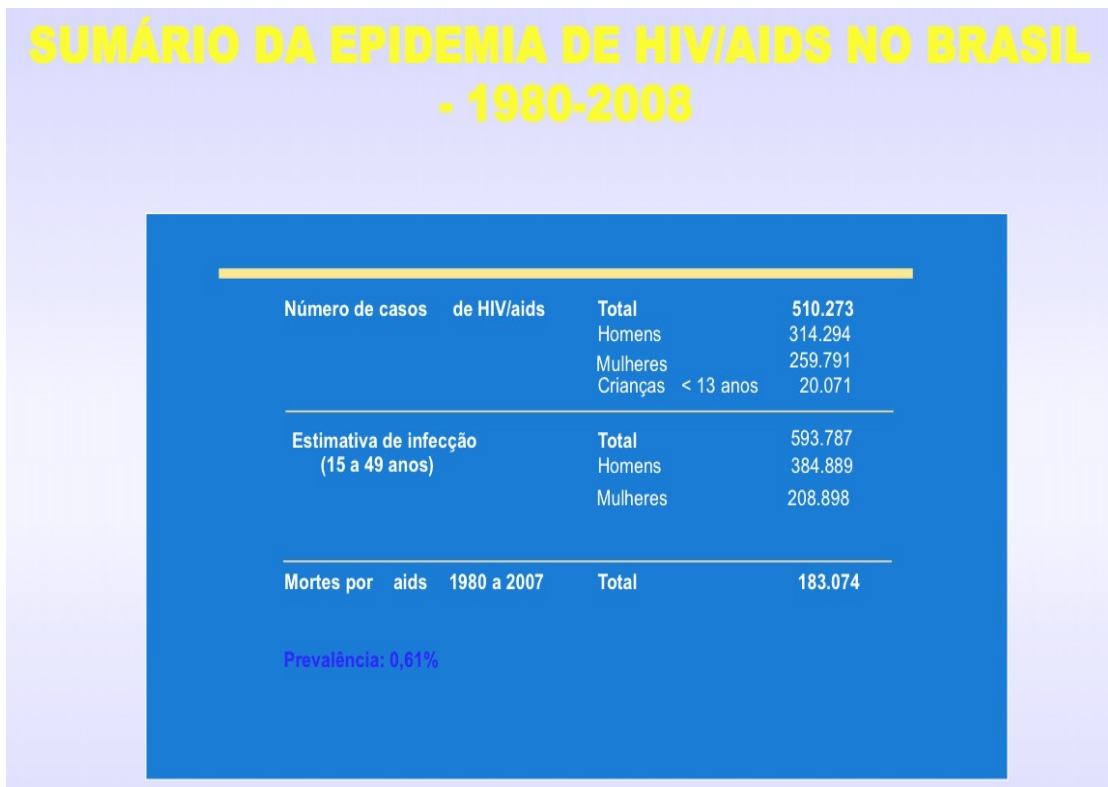 SUMÁRIO DA EPIDEMIA DE HIV/AIDS NO BRASIL
- 1980-2008
Número de casos de HIV/aids Total 510.273
Homens 314.294
Mulheres 259.791
Crianças < 13 anos 20.071
Estimativa de infecção Total 593.787
(15 a 49 anos) Homens 384.889
Mulheres 208.898
Mortes por aids 1980 a 2007 Total 183.074
Prevalência: 0,61%